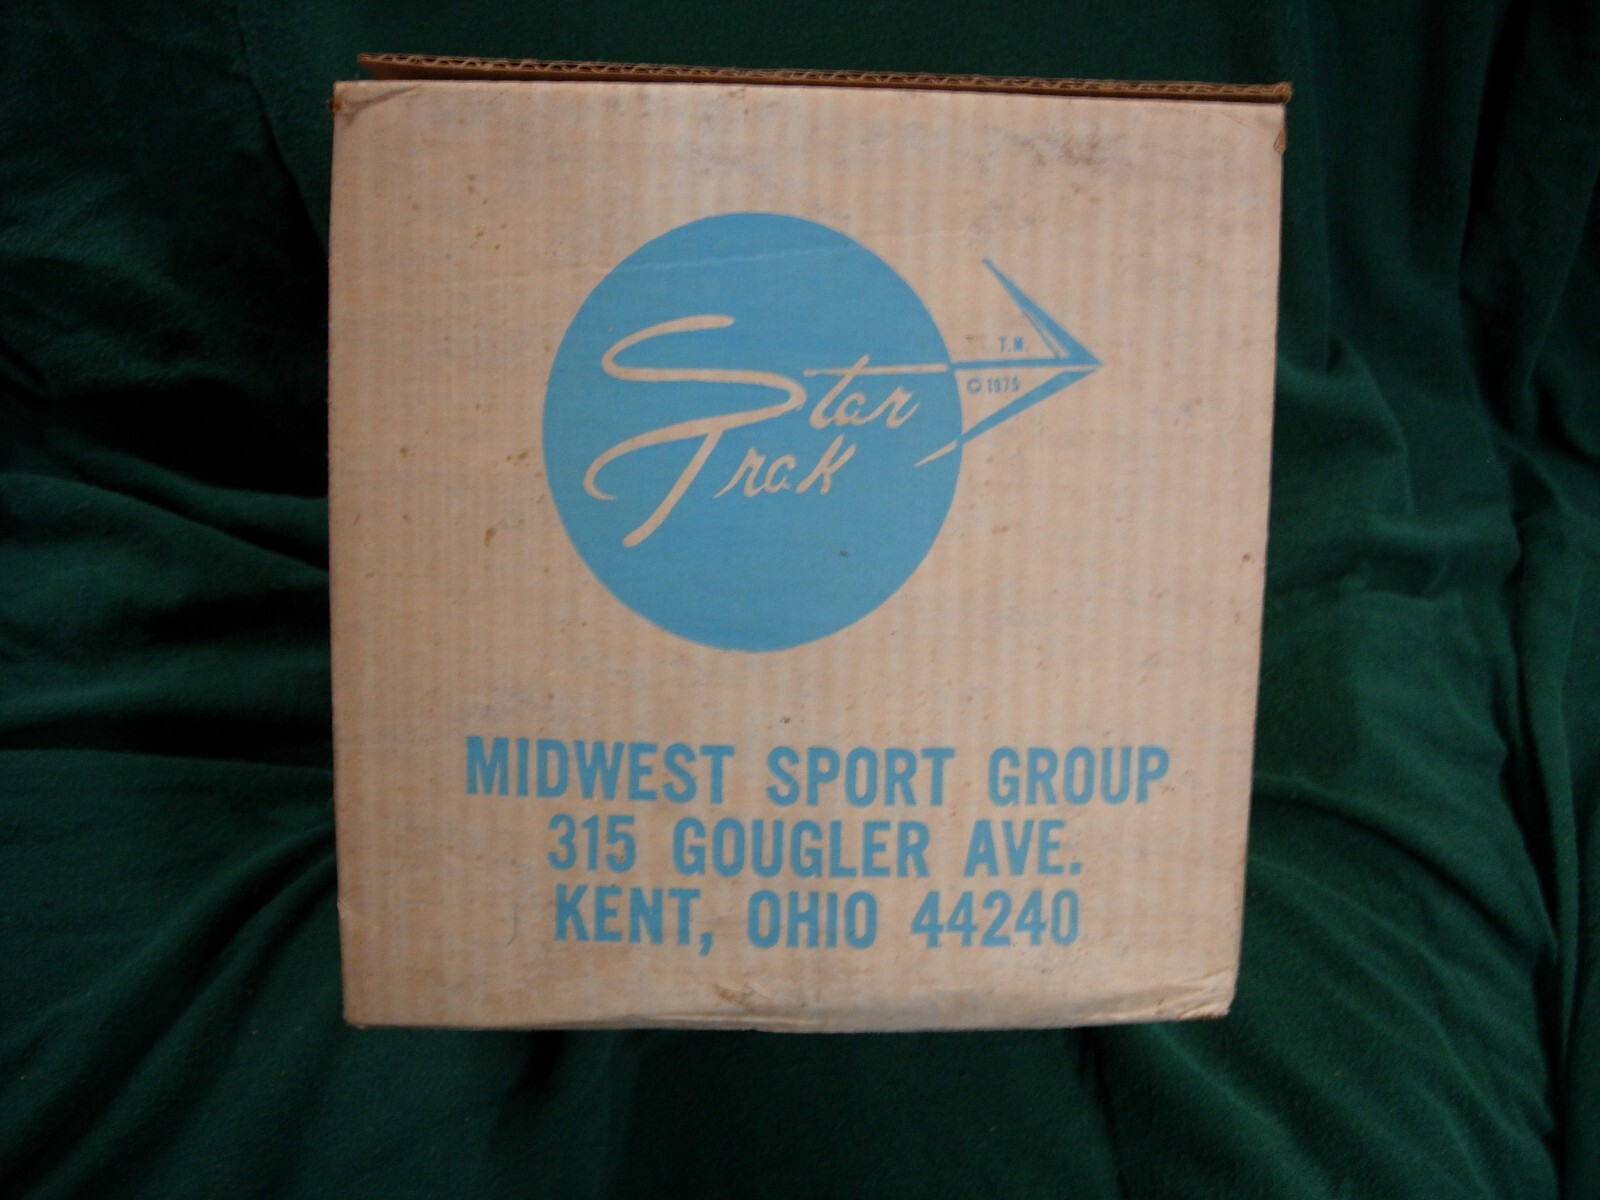 Star
Trak
T.M.
© 1975
MIDWEST SPORT GROUP
315 GOUGLER AVE.
KENT, OHIO 44240